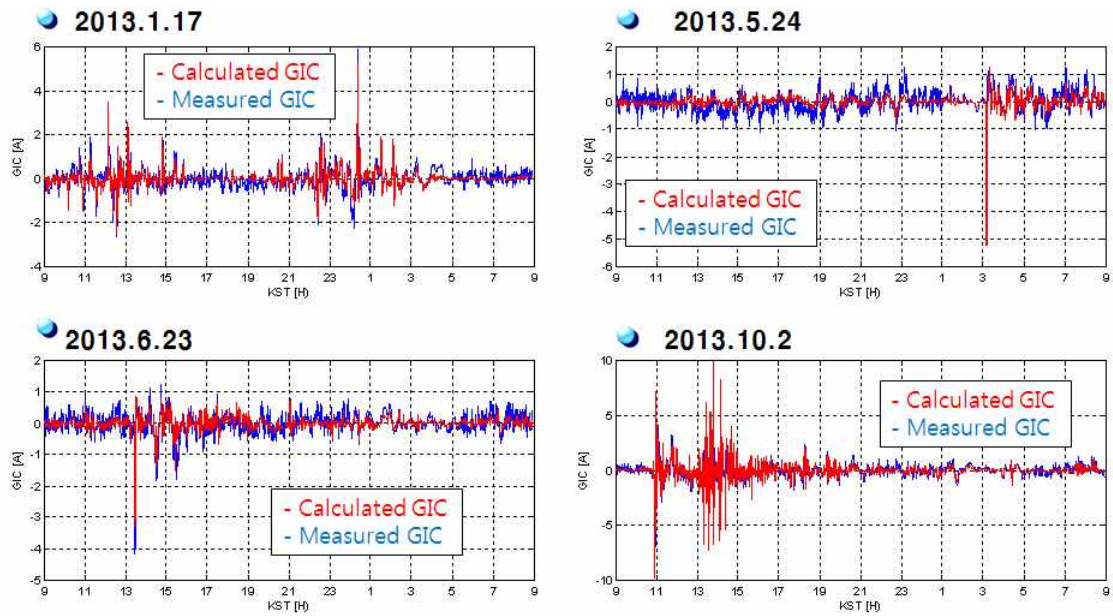 2013.1.17
6
4
2
0
-2
-4
GIC [A]
- Calculated GIC
- Measured GIC
9 11 13 15 17 19 21 23 1 3 5 7 9
KST [H]
2013.5.24
2
1
0
-1
-2
-3
-4
-5
-6
GIC [A]
- Calculated GIC
- Measured GIC
9 11 13 15 17 19 21 23 1 3 5 7 9
KST [H]
2013.6.23
2
1
0
-1
-2
-3
-4
-5
GIC [A]
- Calculated GIC
- Measured GIC
9 11 13 15 17 19 21 23 1 3 5 7 9
KST [H]
2013.10.2
10
5
0
-5
-10
GIC [A]
- Calculated GIC
- Measured GIC
9 11 13 15 17 19 21 23 1 3 5 7 9
KST [H]